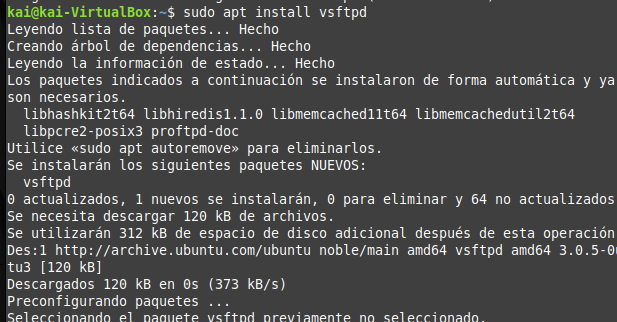 kai@kai-VirtualBox:~$ sudo apt install vsftpd
Leyendo lista de paquetes... Hecho
Creando árbol de dependencias... Hecho
Leyendo la información de estado... Hecho
Los paquetes indicados a continuación se instalaron de forma automática y ya
son necesarios.
libhashkit2t64 libhiredis1.1.0 libmemcached11t64 libmemcachedutil2t64
libpcre2-posix3 proftpd-doc
Utilice «sudo apt autoremove» para eliminarlos.
Se instalarán los siguientes paquetes NUEVOS:
vsftpd
0 actualizados, 1 nuevos se instalarán, 0 para eliminar y 64 no actualizados
Se necesita descargar 120 kB de archivos.
Se utilizarán 312 kB de espacio de disco adicional después de esta operación
Des:1 http://archive.ubuntu.com/ubuntu noble/main amd64 vsftpd amd64 3.0.5-0u
tu3 [120 kB]
Descargados 120 kB en 0s (373 kB/s)
Preconfigurando paquetes ...
Seleccionando el paquete vsftpd previamente no seleccionado.